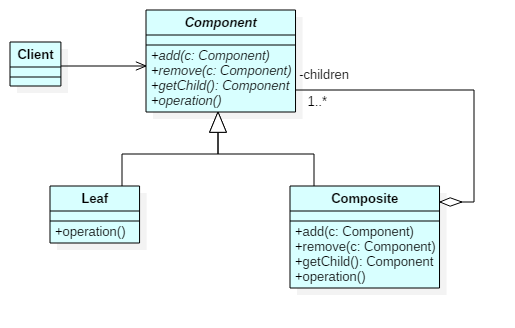 Component
Client
+add(c: Component)
+remove(c: Component)
+getChild(): Component
+operation()
-children
1..*
Leaf
+operation()
Composite
+add(c: Component)
+remove(c: Component)
+getChild(): Component
+operation()